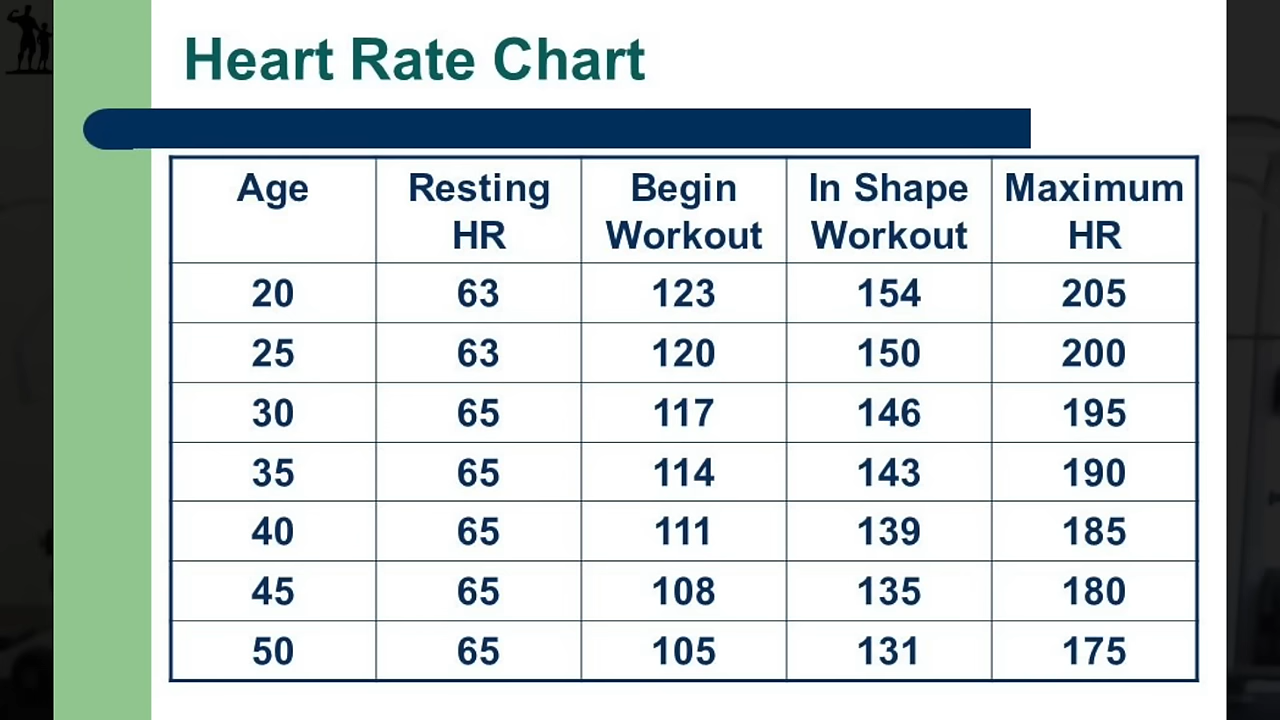 Heart Rate Chart
Age Resting HR Begin Workout In Shape Workout Maximum HR
20 63 123 154 205
25 63 120 150 200
30 65 117 146 195
35 65 114 143 190
40 65 111 139 185
45 65 108 135 180
50 65 105 131 175